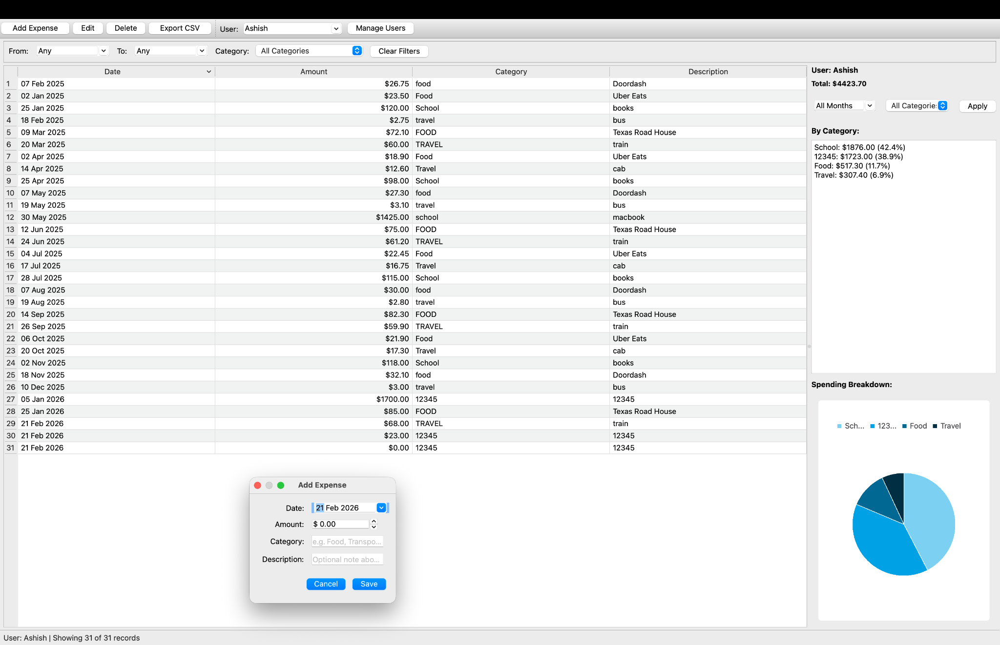 Add Expense Edit Delete Export CSV User: Ashish Manage Users
From: Any To: Any Category: All Categories Clear Filters
Date Amount Category Description
1 07 Feb 2025 $26.75 food Doordash
2 02 Jan 2025 $23.50 Food Uber Eats
3 25 Jan 2025 $120.00 School books
4 18 Feb 2025 $2.75 travel bus
5 09 Mar 2025 $72.10 FOOD Texas Road House
6 20 Mar 2025 $60.00 TRAVEL train
7 02 Apr 2025 $18.90 Food Uber Eats
8 14 Apr 2025 $12.60 Travel cab
9 25 Apr 2025 $98.00 School books
10 07 May 2025 $27.30 food Doordash
11 19 May 2025 $3.10 travel bus
12 30 May 2025 $1425.00 school macbook
13 12 Jun 2025 $75.00 FOOD Texas Road House
14 24 Jun 2025 $61.20 TRAVEL train
15 04 Jul 2025 $22.45 Food Uber Eats
16 17 Jul 2025 $16.75 Travel cab
17 28 Jul 2025 $115.00 School books
18 07 Aug 2025 $30.00 food Doordash
19 19 Aug 2025 $2.80 travel bus
20 14 Sep 2025 $82.30 FOOD Texas Road House
21 26 Sep 2025 $59.90 TRAVEL train
22 06 Oct 2025 $21.90 Food Uber Eats
23 20 Oct 2025 $17.30 Travel cab
24 02 Nov 2025 $118.00 School books
25 18 Nov 2025 $32.10 food Doordash
26 10 Dec 2025 $3.00 travel bus
27 05 Jan 2026 $1700.00 12345 12345
28 25 Jan 2026 $85.00 FOOD Texas Road House
29 21 Feb 2026 $68.00 TRAVEL train
30 21 Feb 2026 $23.00 12345 12345
31 21 Feb 2026 $0.00 12345 12345
User: Ashish
Total: $4423.70
All Months All Categorie Apply
By Category:
School: $1876.00 (42.4%)
12345: $1723.00 (38.9%)
Food: $517.30 (11.7%)
Travel: $307.40 (6.9%)
Spending Breakdown:
Sch... 123... Food Travel
Add Expense
Date: 21 Feb 2026
Amount: $ 0.00
Category: e.g. Food, Transpo...
Description: Optional note abo...
Cancel Save
User: Ashish | Showing 31 of 31 records